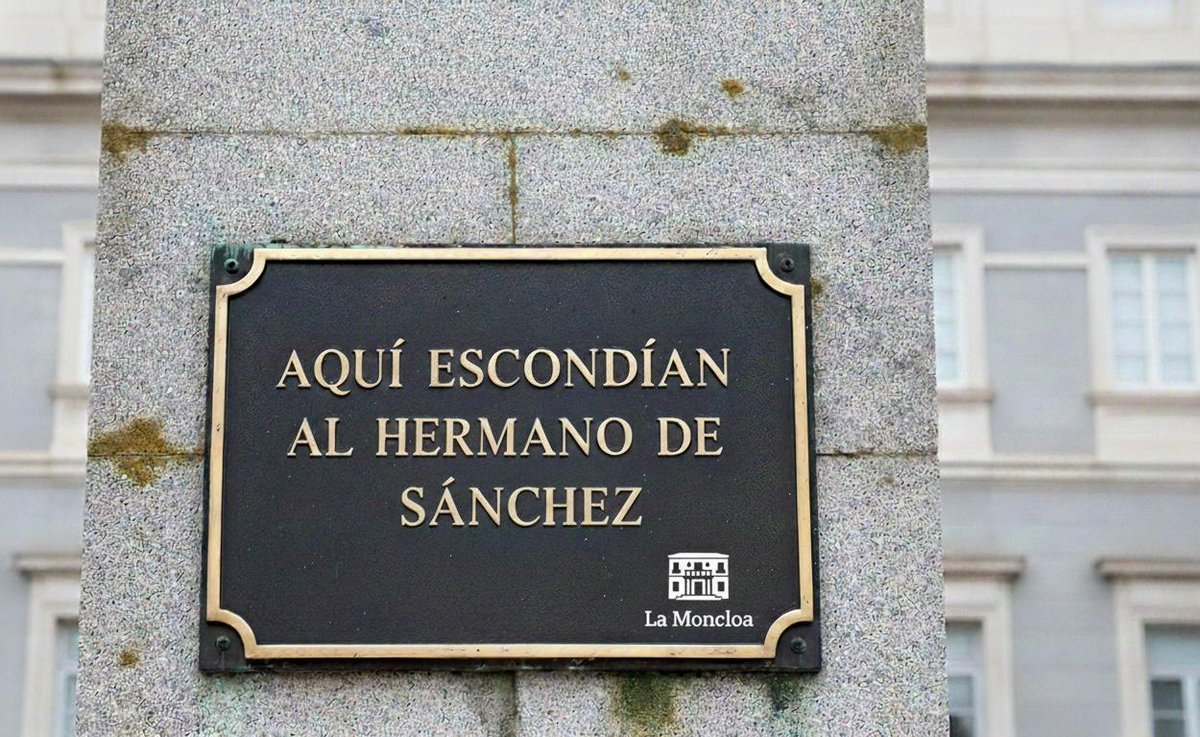 AQUÍ ESCONDÍAN
AL HERMANO DE
SÁNCHEZ
La Moncloa